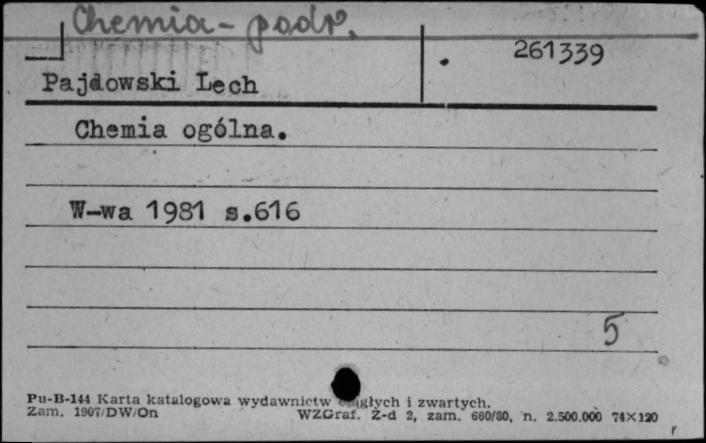 Chemia - podr.
261339
Pajdowski Lech
Chemia ogólna.
W-wa 1981 s.616
5
Pu-B-144 Karta katalogowa wydawnictw i zwartych.
Zam. 1907/DW/On WZGraf. Z-d 2, zam. 660/80, n. 2.500.000 74×120